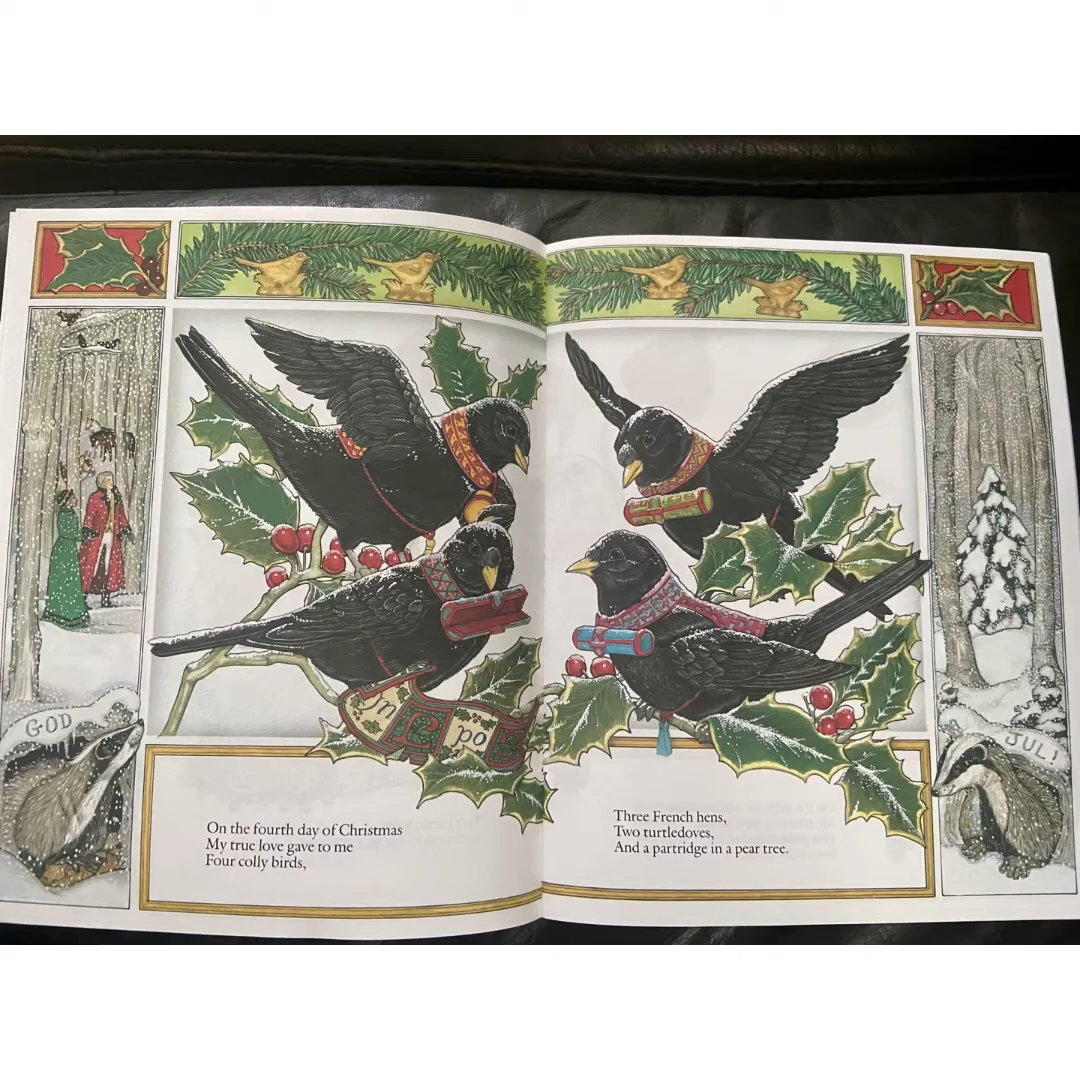 GOD
JUL!
On the fourth day of Christmas
My true love gave to me
Four colly birds,
Three French hens,
Two turtledoves,
And a partridge in a pear tree.